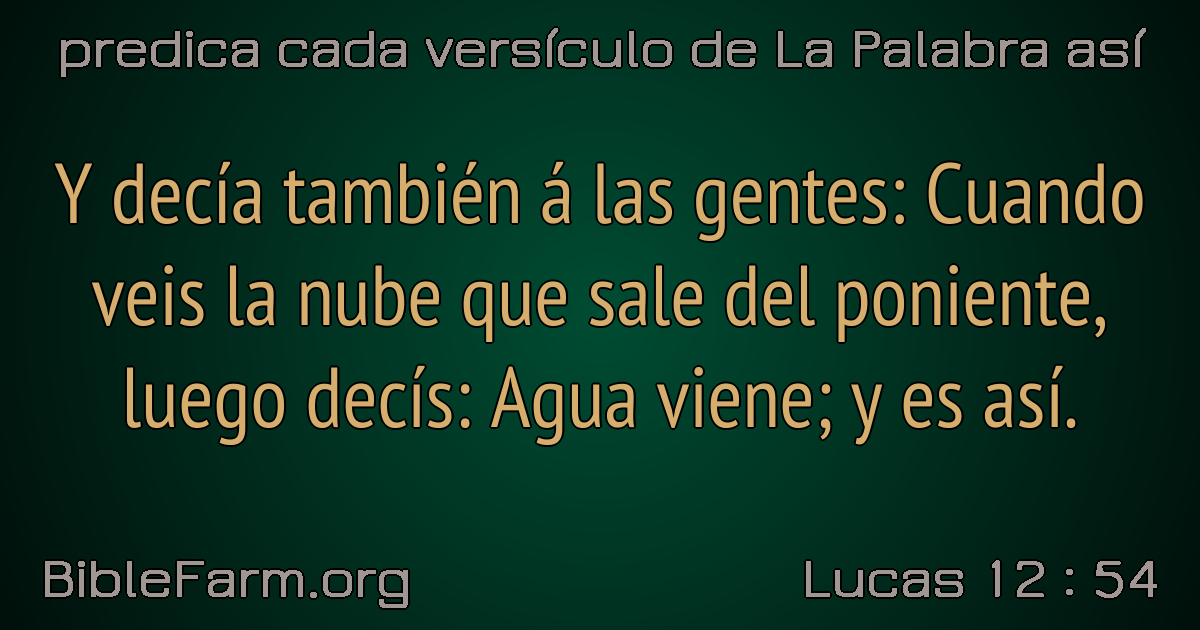 predica cada versículo de La Palabra así
Y decía también á las gentes: Cuando
veis la nube que sale del poniente,
luego decís: Agua viene; y es así.
BibleFarm.org
Lucas 12 : 54